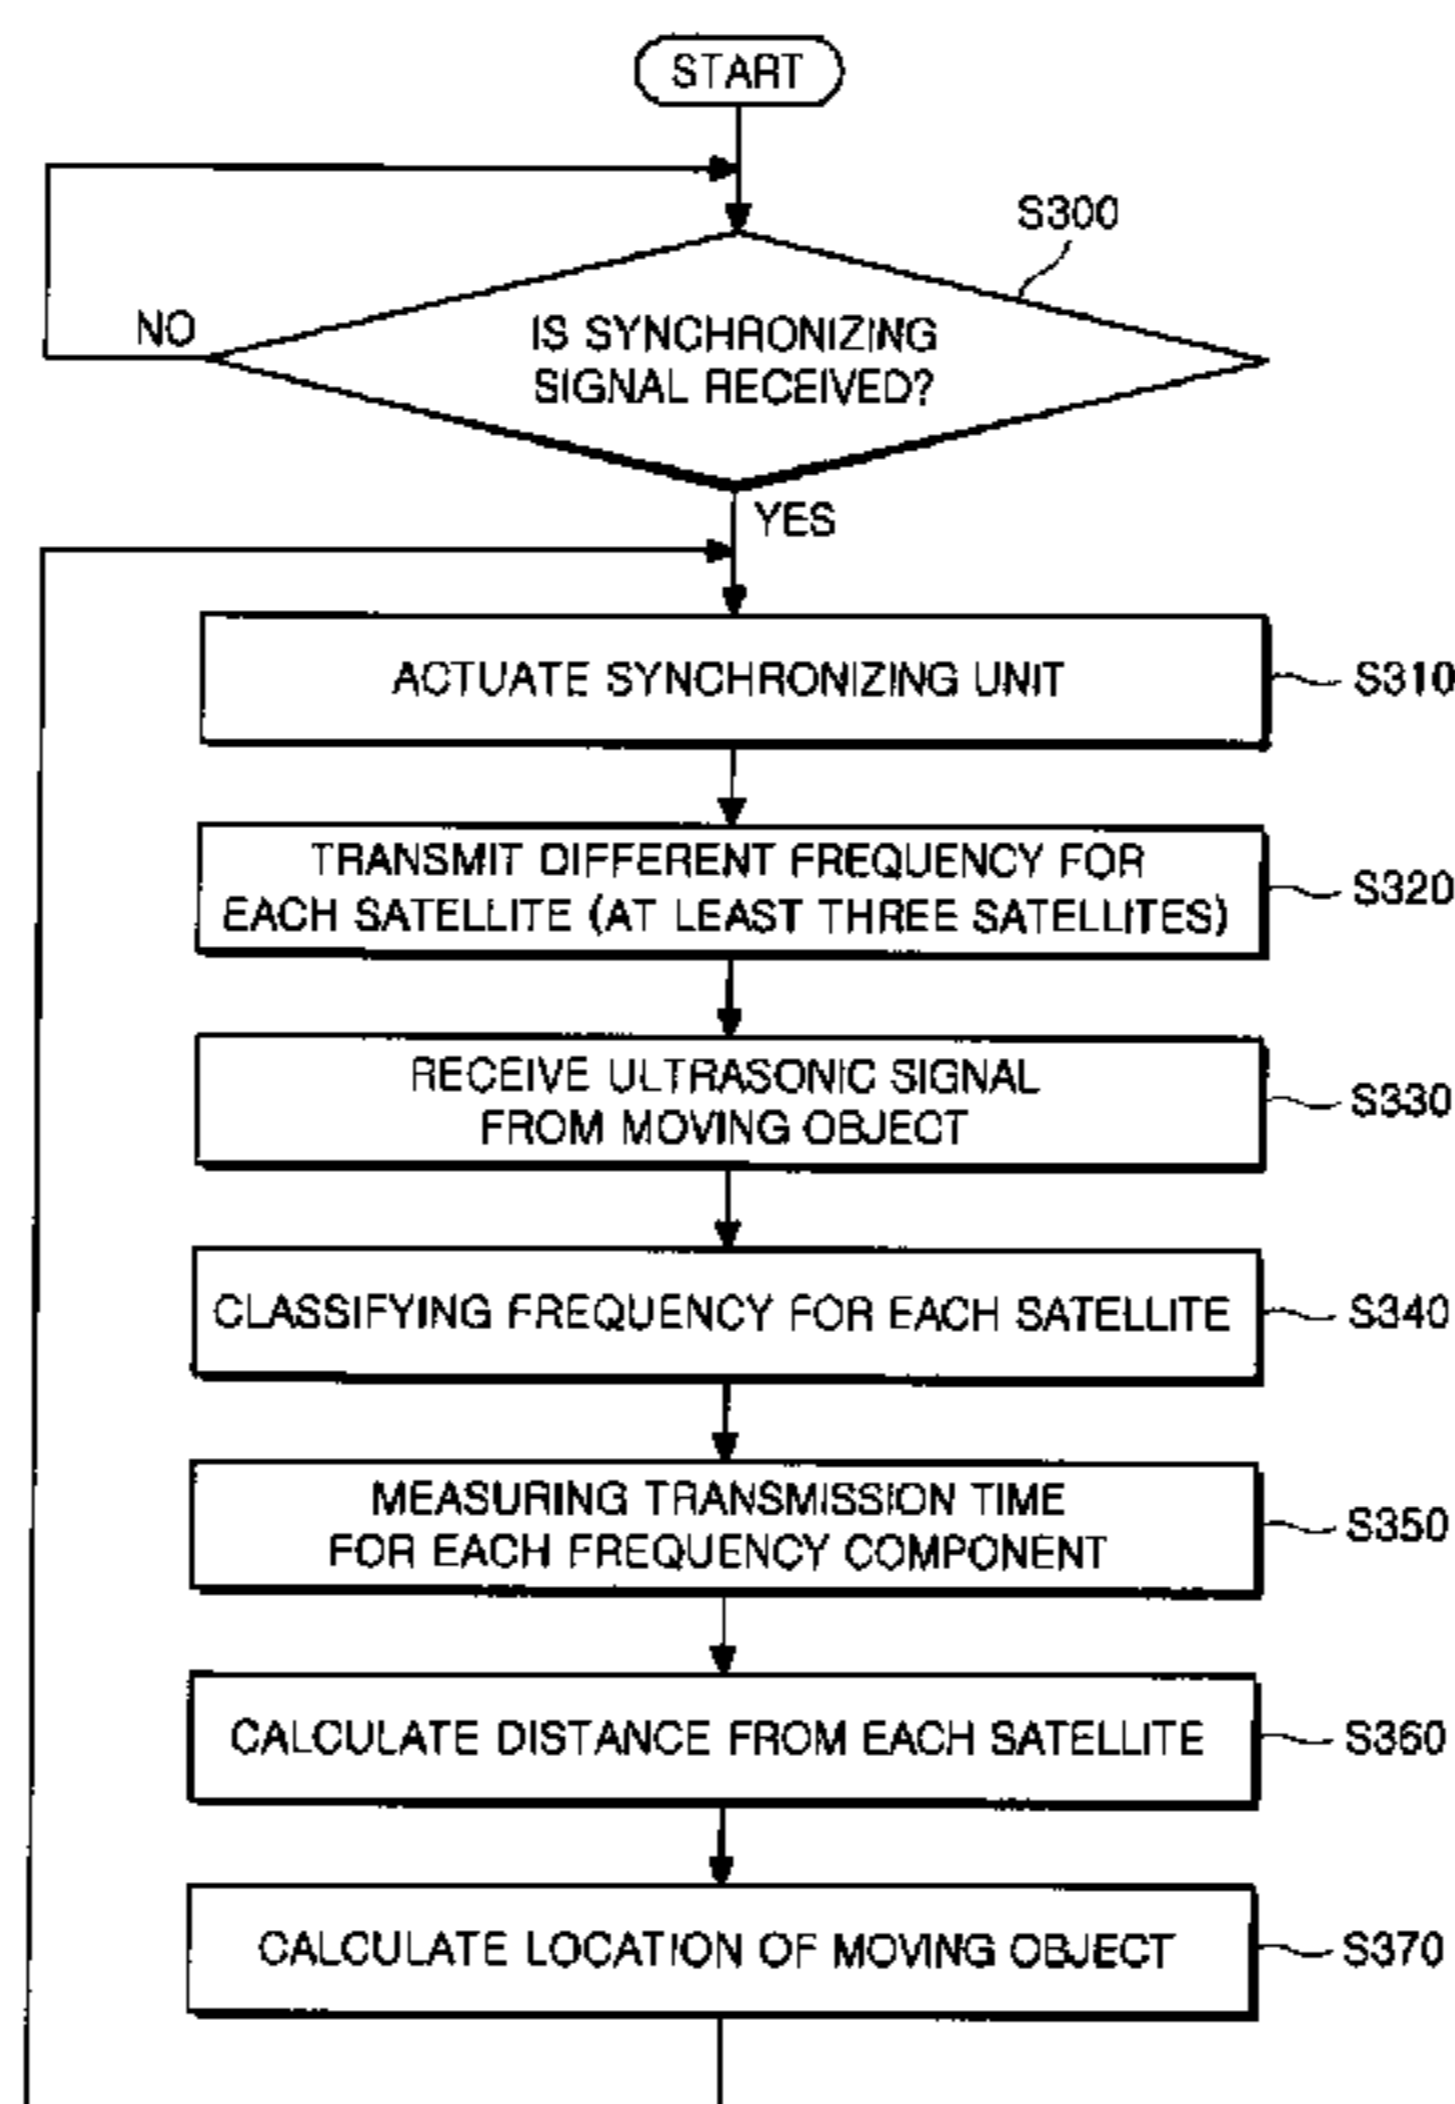 START
S300
NO
IS SYNCHRONIZING
SIGNAL RECEIVED?
YES
ACTUATE SYNCHRONIZING UNIT
S310
TRANSMIT DIFFERENT FREQUENCY FOR
EACH SATELLITE (AT LEAST THREE SATELLITES)
S320
RECEIVE ULTRASONIC SIGNAL
FROM MOVING OBJECT
S330
CLASSIFYING FREQUENCY FOR EACH SATELLITE
S340
MEASURING TRANSMISSION TIME
FOR EACH FREQUENCY COMPONENT
S350
CALCULATE DISTANCE FROM EACH SATELLITE
S360
CALCULATE LOCATION OF MOVING OBJECT
S370